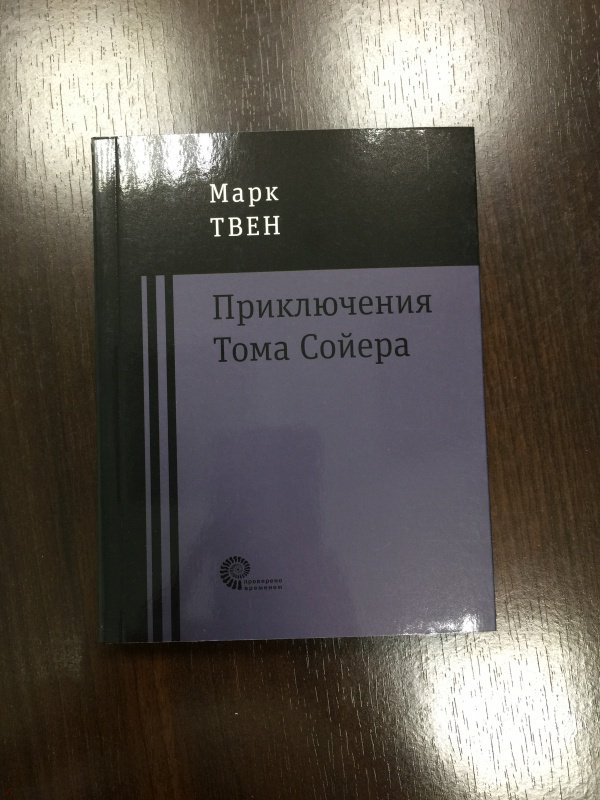 Марк
ТВЕН
Приключения
Тома Сойера
проверено
временем